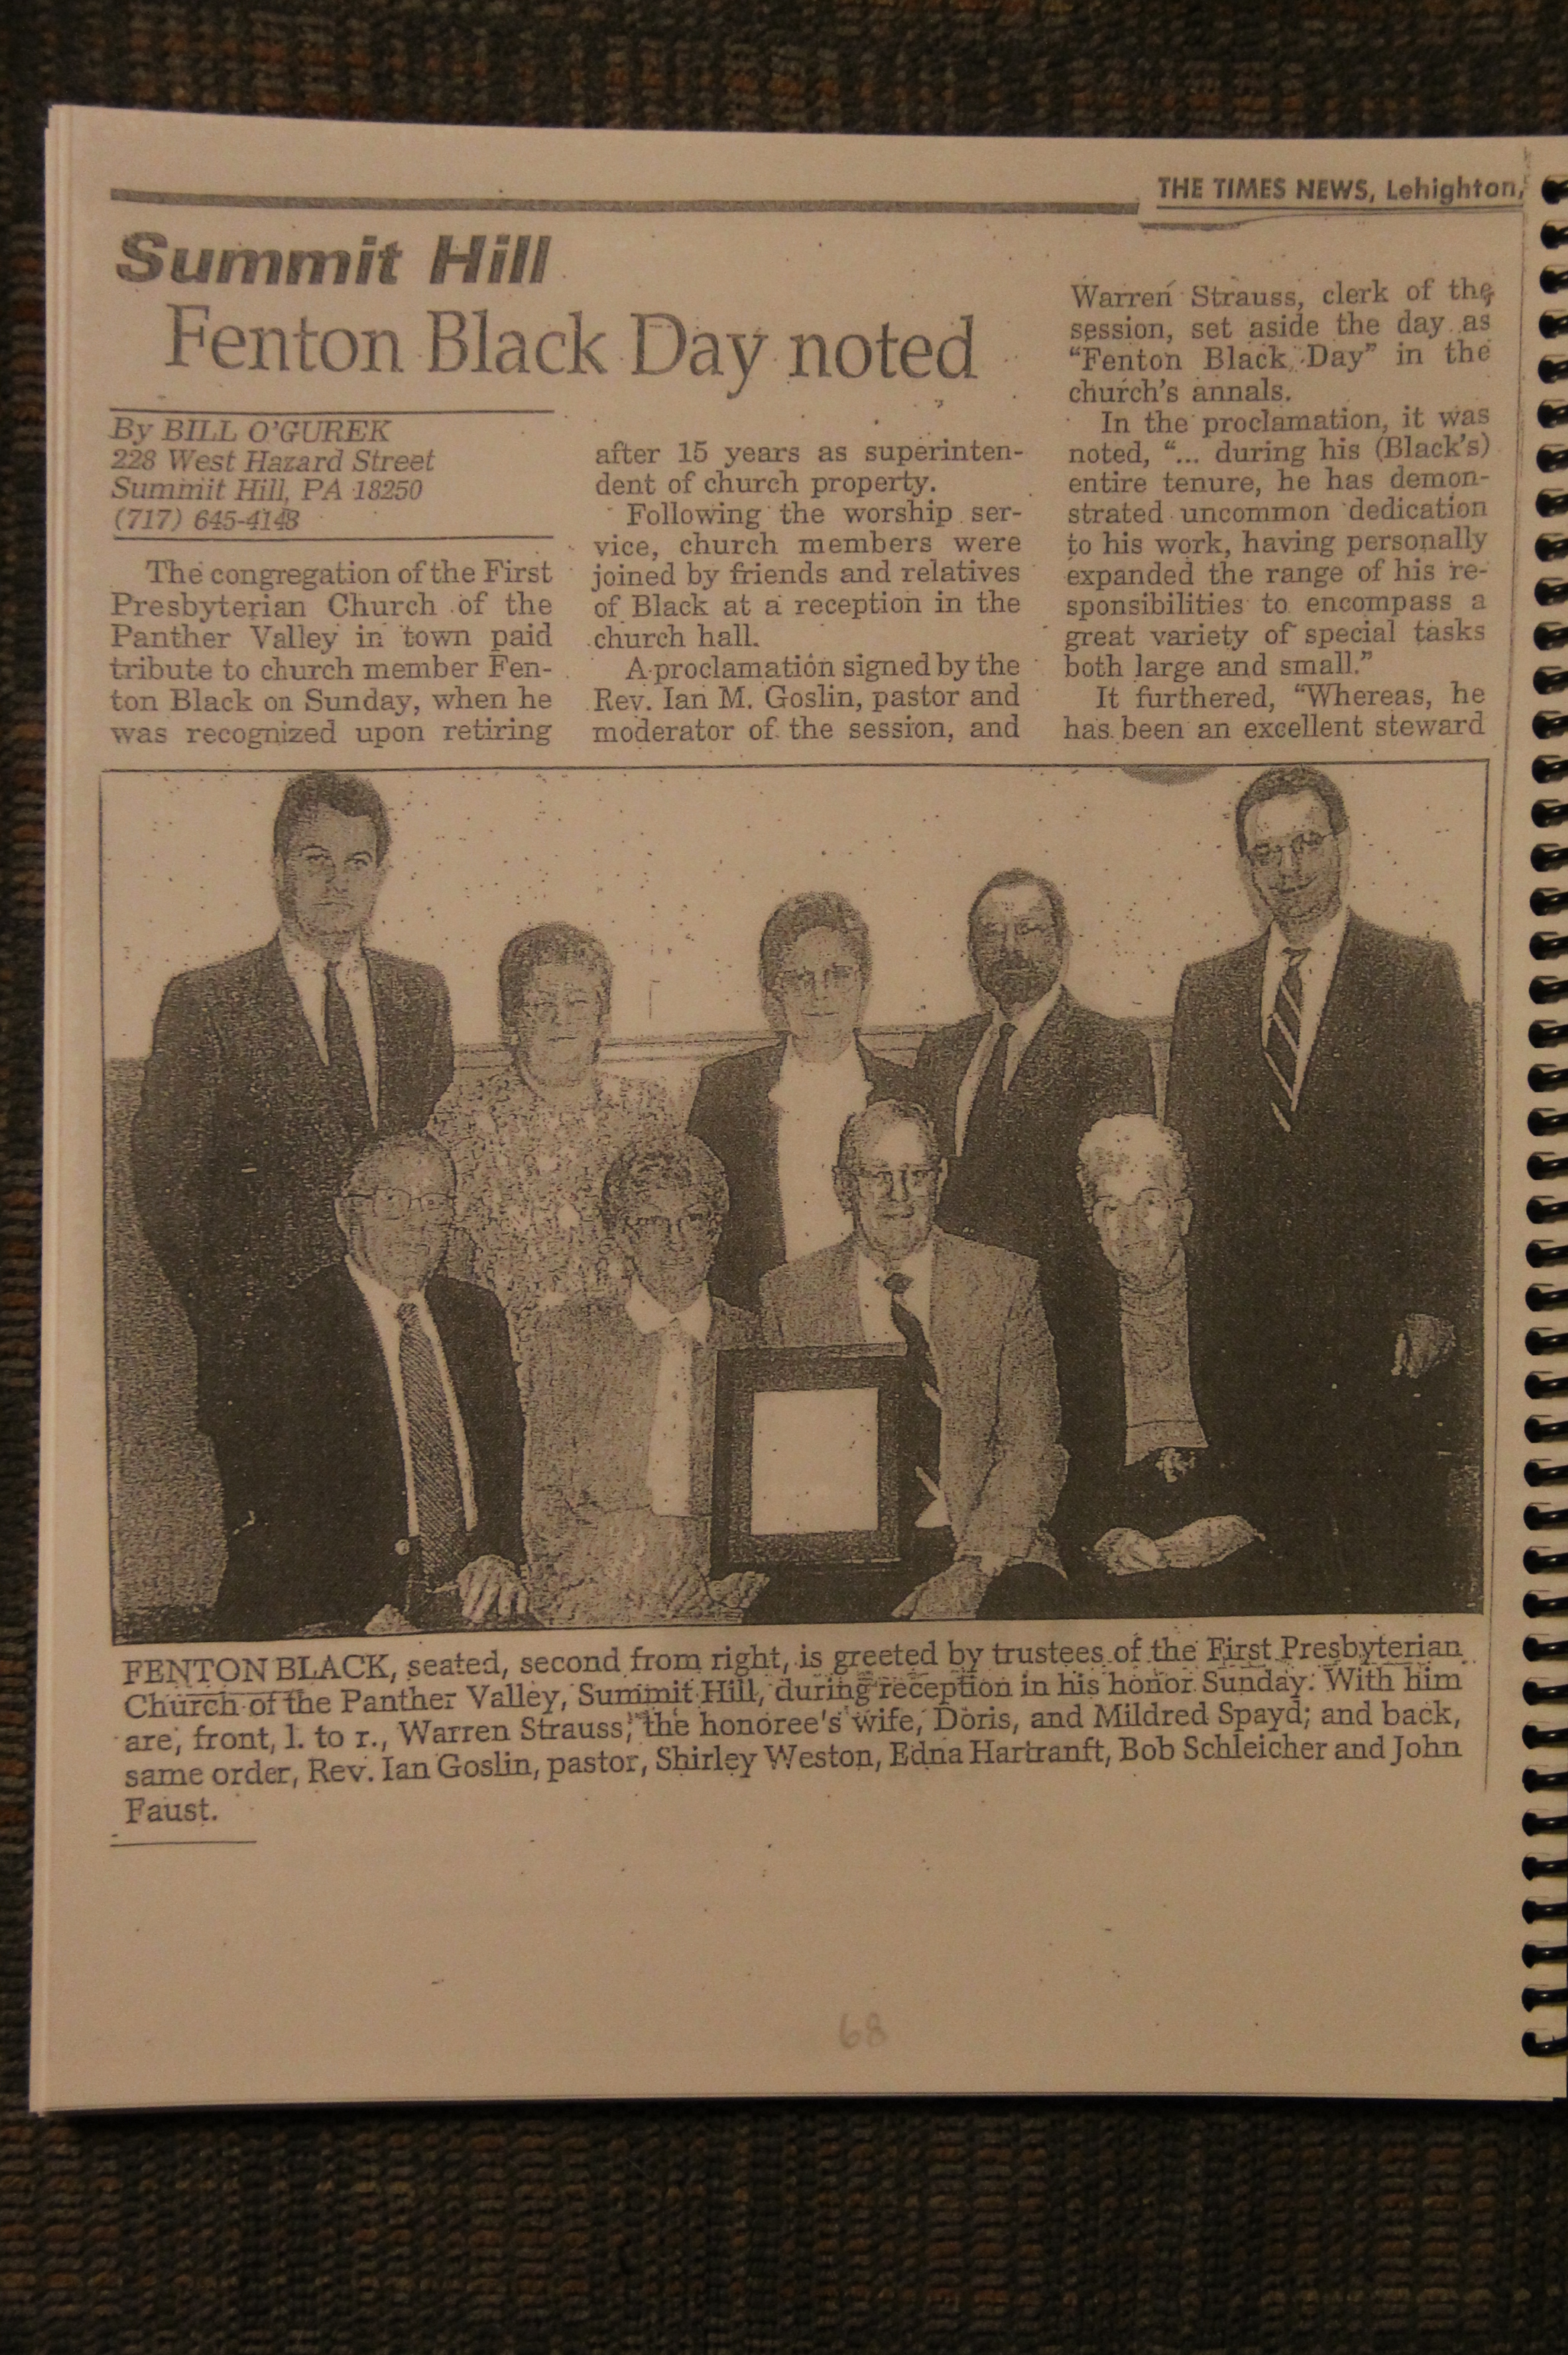 THE TIMES NEWS, Lehighton,
Summit Hill
Fenton Black Day noted
By BILL O'GUREK
228 West Hazard Street
Summit Hill, PA 18250
(717) 645-4148
The congregation of the First
Presbyterian Church of the
Panther Valley in town paid
tribute to church member Fen-
ton Black on Sunday, when he
was recognized upon retiring
after 15 years as superinten-
dent of church property.
Following the worship ser-
vice, church members were
joined by friends and relatives
of Black at a reception in the
church hall.
A proclamation signed by the
Rev. Ian M. Goslin, pastor and
moderator of the session, and
Warren Strauss, clerk of the
session, set aside the day as
“Fenton Black Day” in the
church's annals.
In the proclamation, it was
noted, “... during his (Black's)
entire tenure, he has demon-
strated uncommon dedication
to his work, having personally
expanded the range of his re-
sponsibilities to encompass a
great variety of special tasks
both large and small.”
It furthered, “Whereas, he
has been an excellent steward
FENTON BLACK, seated, second from right, is greeted by trustees of the First Presbyterian
Church of the Panther Valley, Summit Hill, during reception in his honor Sunday. With him
are, front, l. to r., Warren Strauss, the honoree's wife, Doris, and Mildred Spayd; and back,
same order, Rev. Ian Goslin, pastor, Shirley Weston, Edna Hartranft, Bob Schleicher and John
Faust.
68